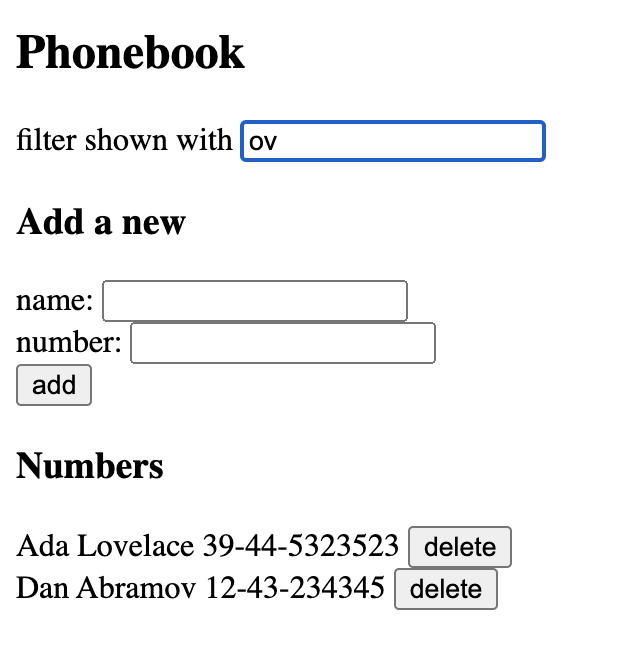 Phonebook
filter shown with ov
Add a new
name:
number:
add
Numbers
Ada Lovelace 39-44-5323523 delete
Dan Abramov 12-43-234345 delete